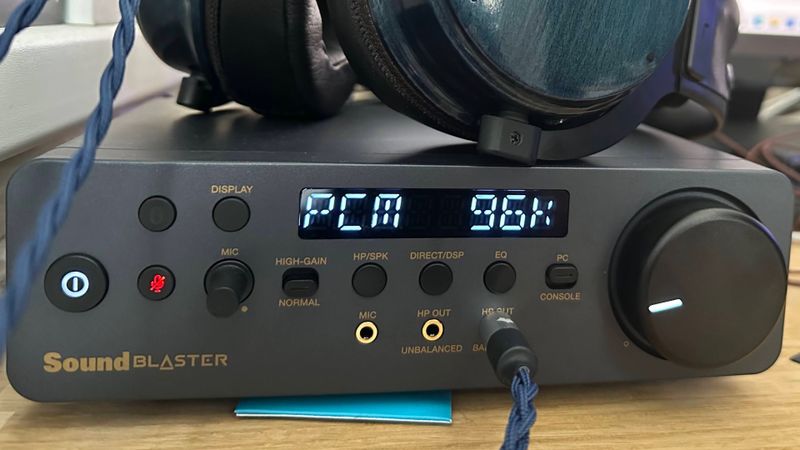 DISPLAY
PCM 96K
MIC
HIGH-GAIN
HP/SPK
DIRECT/DSP
EQ
PC
NORMAL
CONSOLE
MIC
HP OUT
HP OUT
UNBALANCED
Sound BLASTER